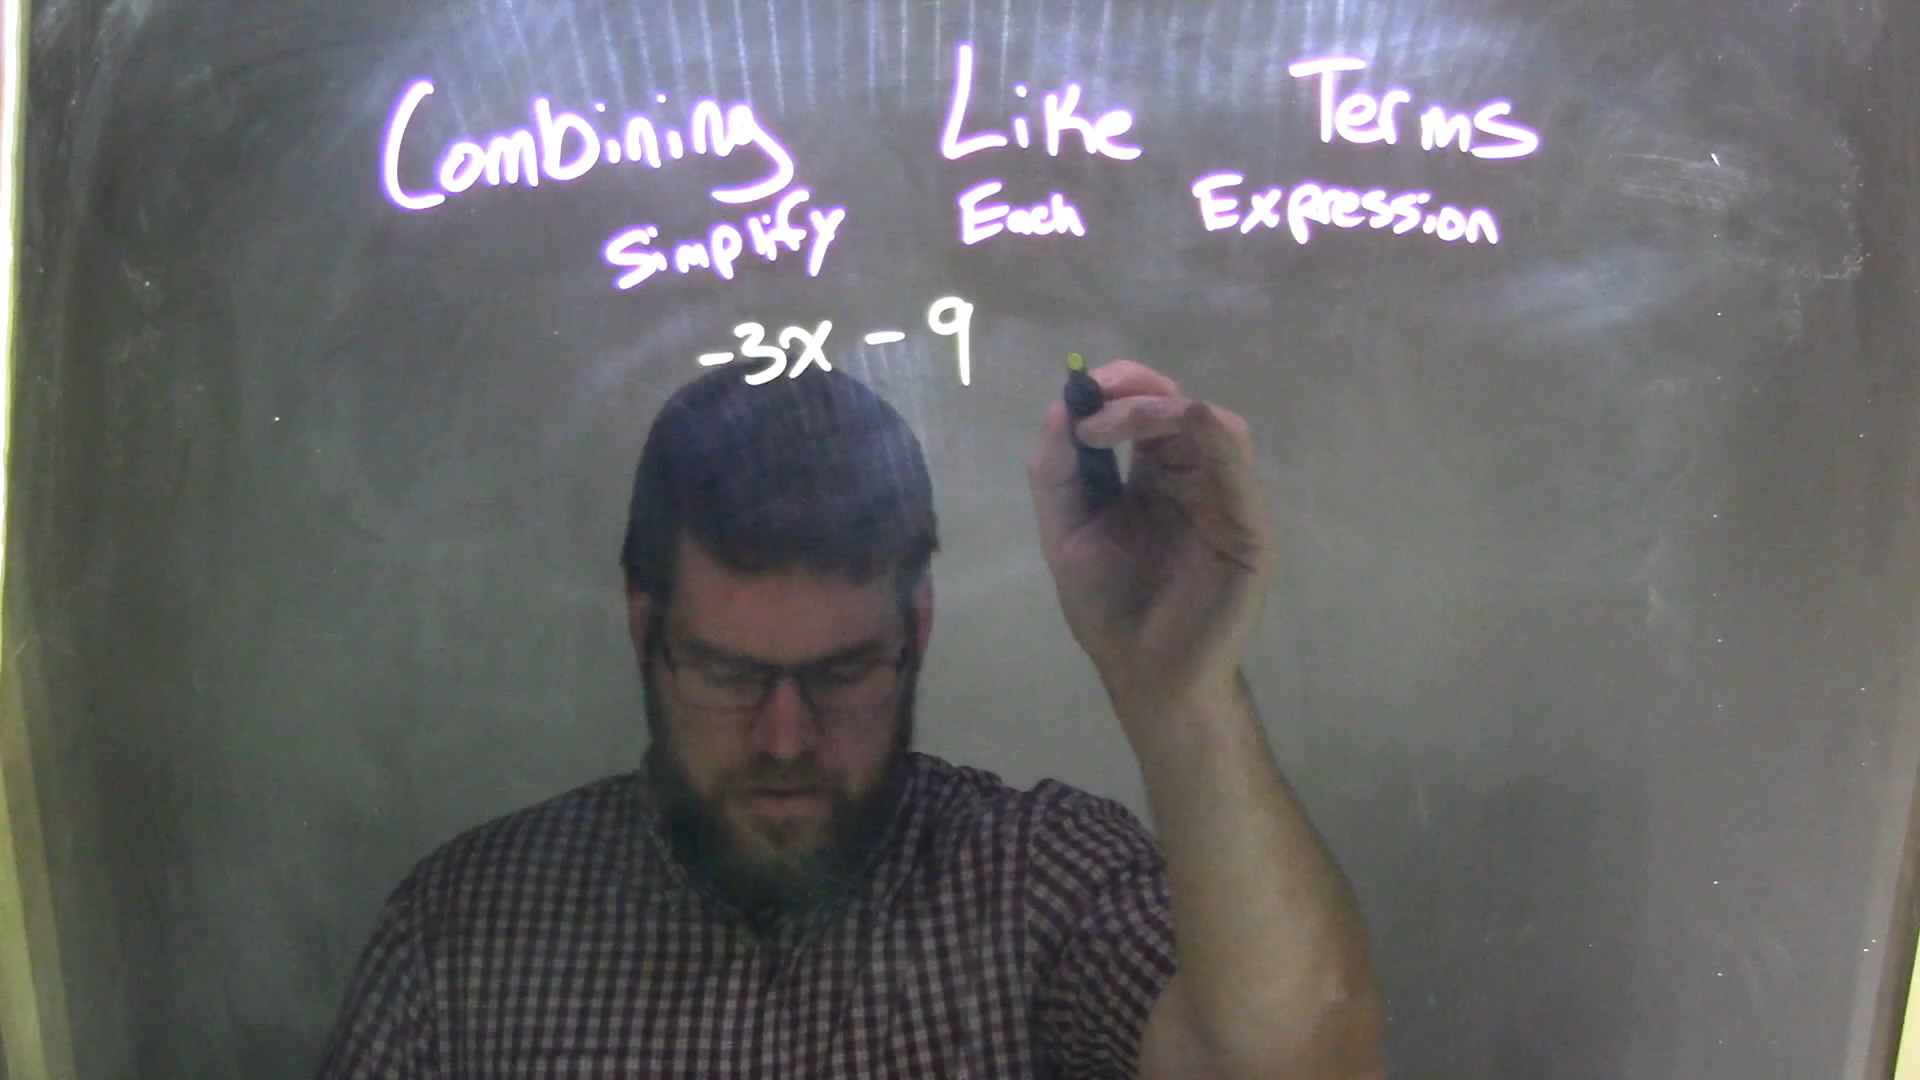 Combining Like Terms
Simplify Each Expression
-3x - 9